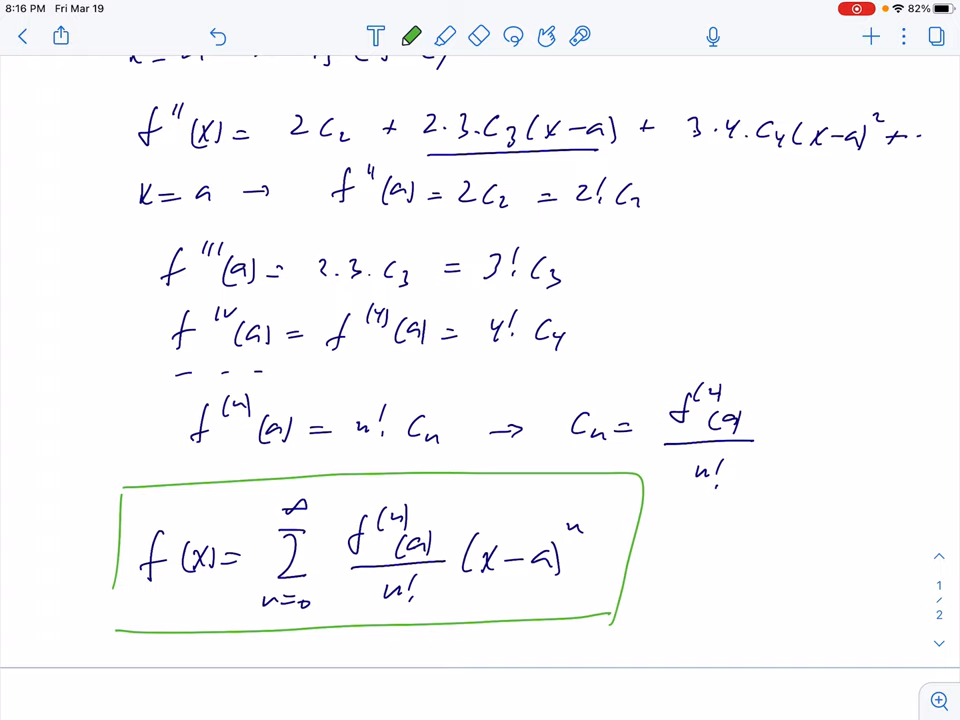 8:16 PM Fri Mar 19 82%
T
f''(x) = 2C₂ + 2·3·C₃(x−a) + 3·4·C₄(x−a)² + ··
x = a → f''(a) = 2C₂ = 2! C₂
f'''(a) = 2·3·C₃ = 3! C₃
f^{IV}(a) = f^{(4)}(a) = 4! C₄
- - -
f^{(n)}(a) = n! Cₙ → Cₙ = f^{(n)}(a) / n!
f(x) = ∑_{n=0}^{∞} f^{(n)}(a) / n! (x−a)ⁿ
1
/
2